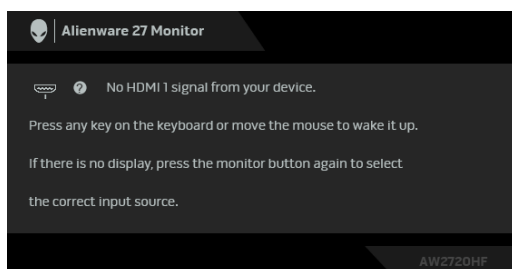 Alienware 27 Monitor
No HDMI 1 signal from your device.
Press any key on the keyboard or move the mouse to wake it up.
If there is no display, press the monitor button again to select
the correct input source.
AW2720HF